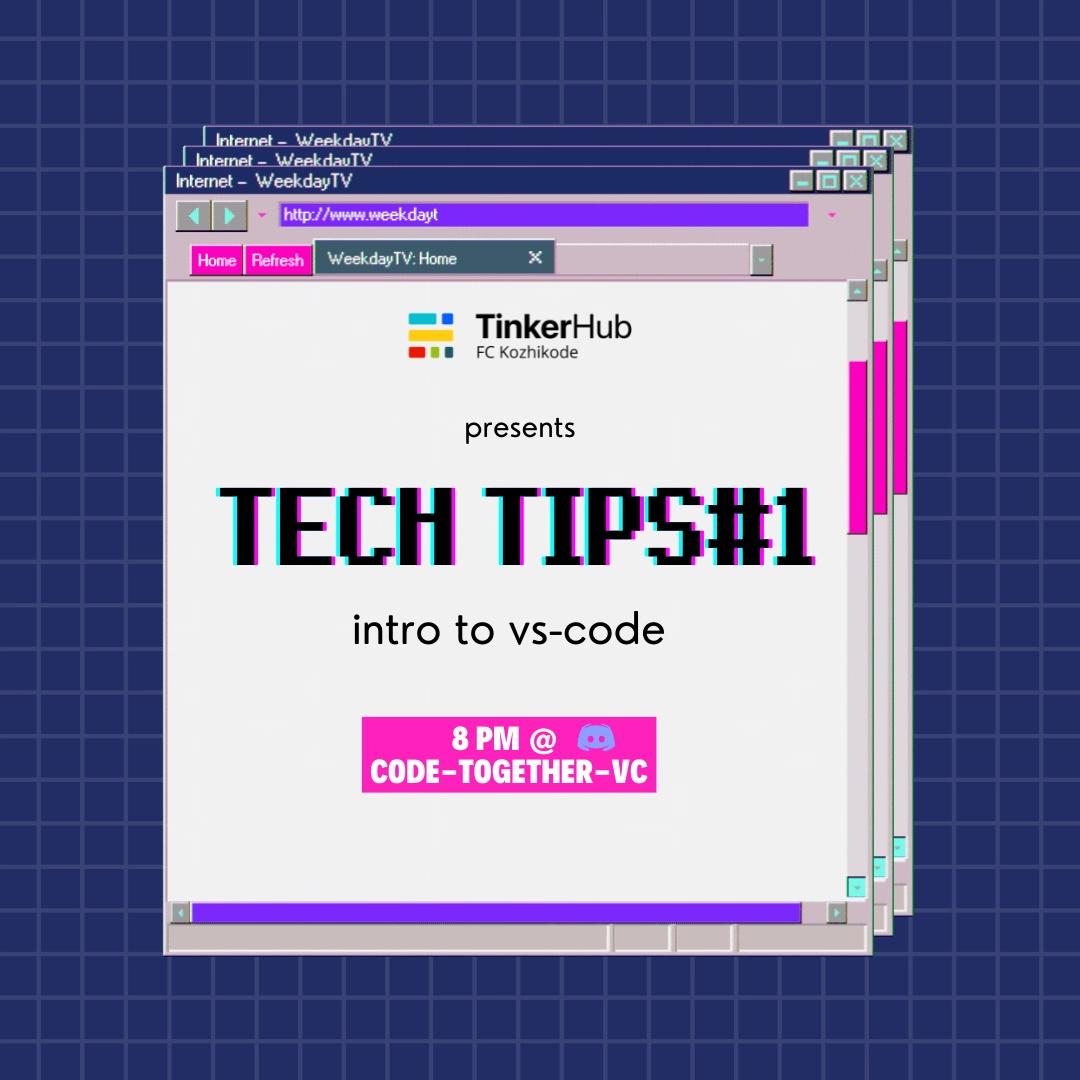 Internet – WeekdayTV
Internet – WeekdayTV
Internet – WeekdayTV
http://www.weekdayt
Home Refresh WeekdayTV: Home
TinkerHub
FC Kozhikode
presents
TECH TIPS#1
intro to vs-code
8 PM @
CODE-TOGETHER-VC